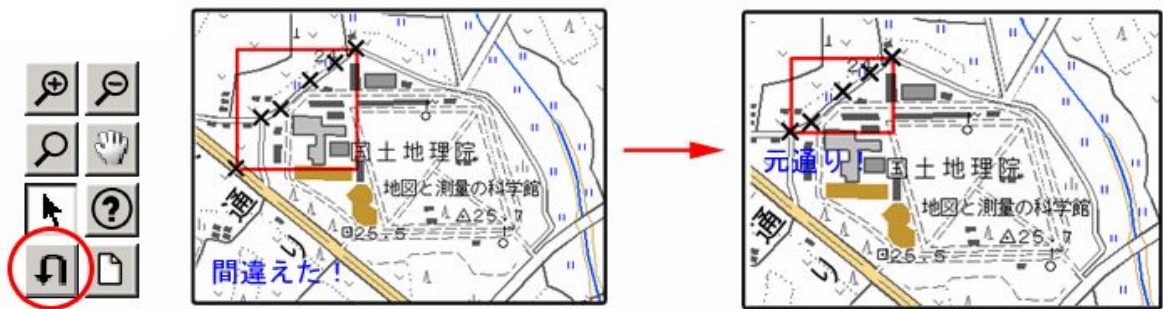 24
国土地理院
地図と測量の科学館
△25.7
25.5
通り
間違えた！
24
元通り！
国土地理院
地図と測量の科学館
△25.7
25.5
通り